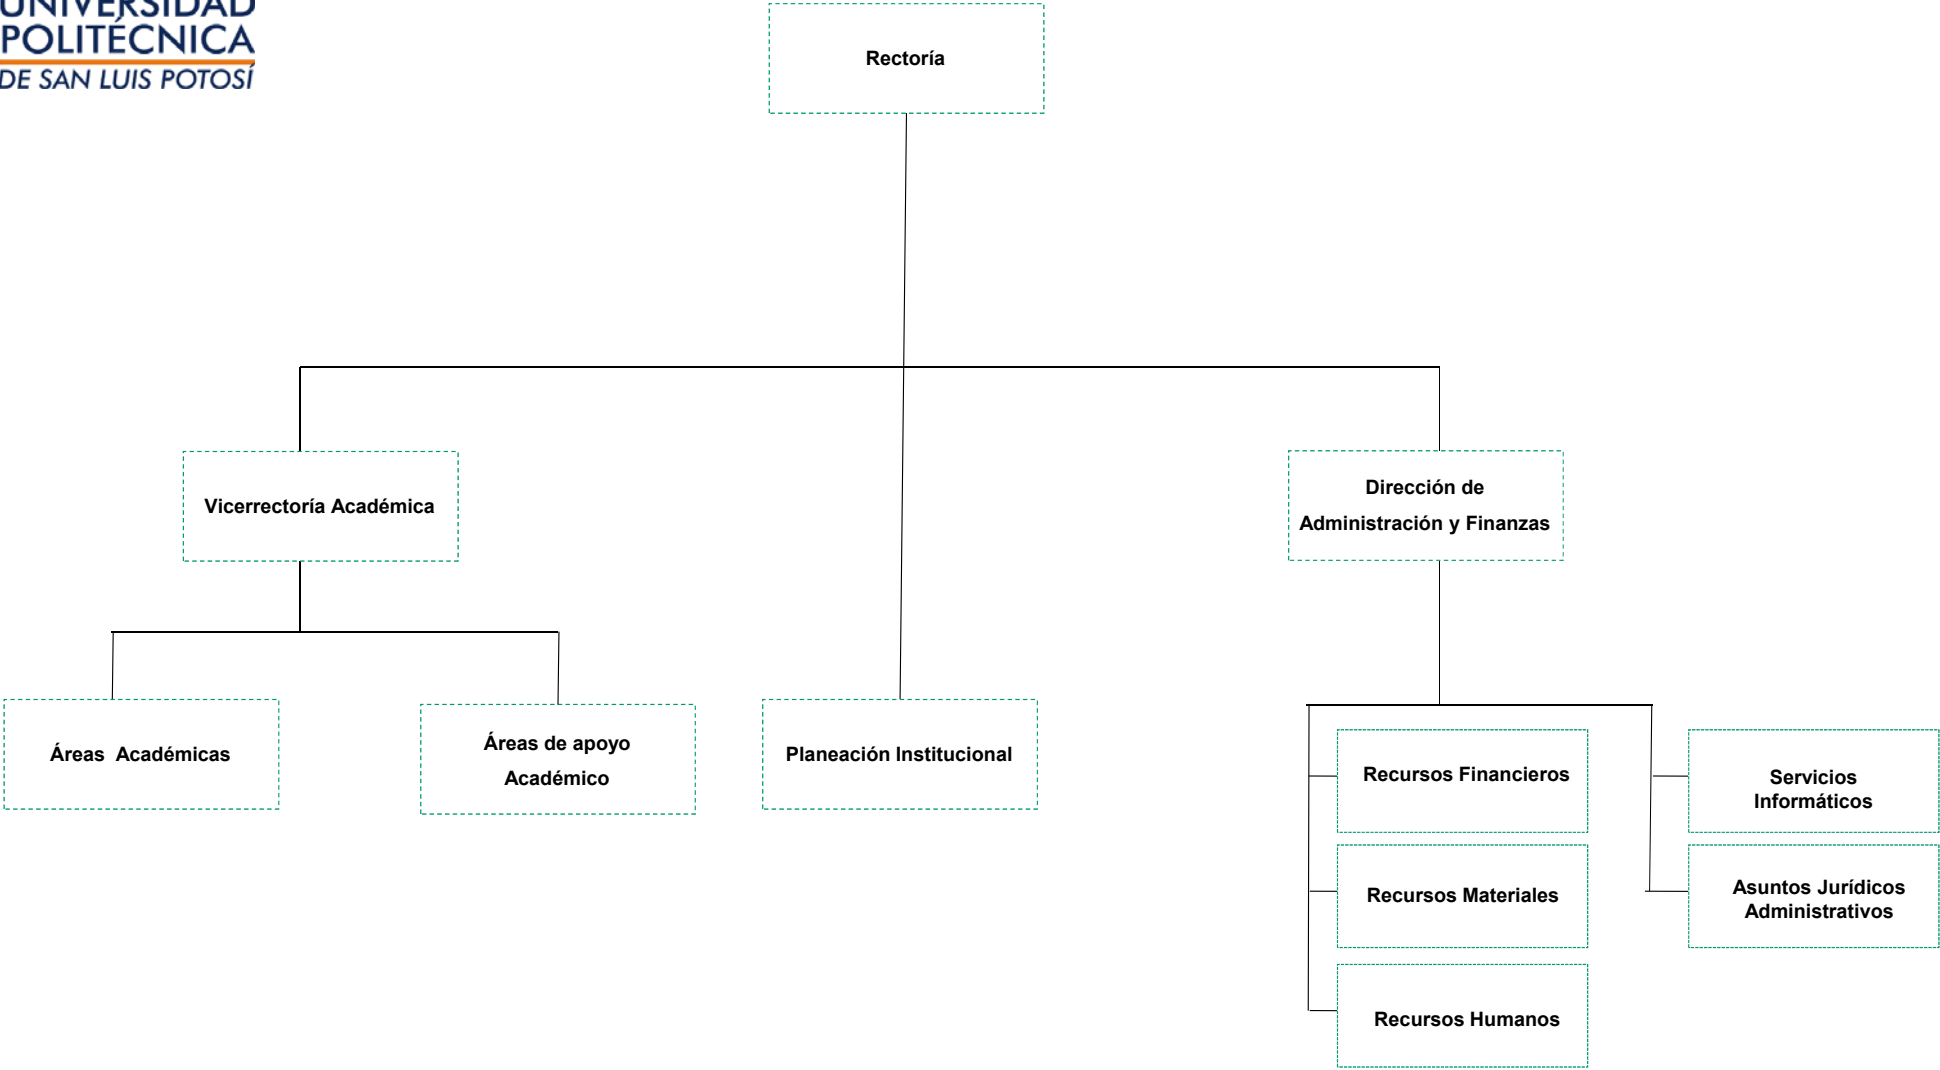 UNIVERSIDAD
POLITÉCNICA
DE SAN LUIS POTOSÍ
Rectoría
Vicerrectoría Académica
Dirección de
Administración y Finanzas
Áreas Académicas
Áreas de apoyo
Académico
Planeación Institucional
Recursos Financieros
Servicios
Informáticos
Recursos Materiales
Asuntos Jurídicos
Administrativos
Recursos Humanos